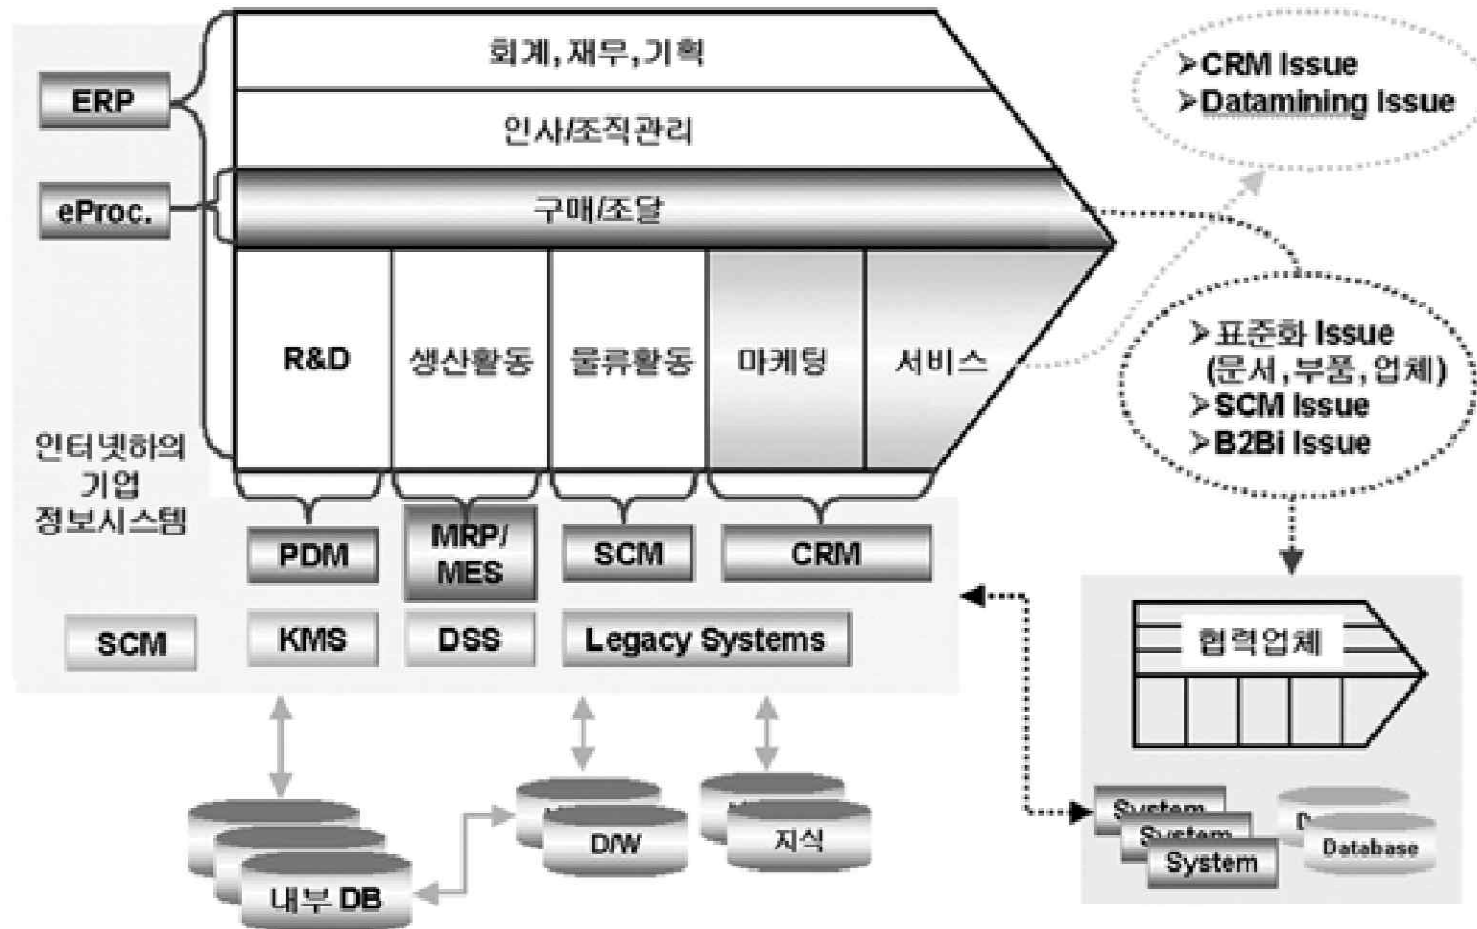 회계,재무,기획
ERP
인사/조직관리
eProc.
구매/조달
R&D
생산활동
물류활동
마케팅
서비스
➢CRM Issue
➢Datamining Issue
➢표준화 Issue
(문서,부품,업체)
➢SCM Issue
➢B2Bi Issue
인터넷하의
기업
정보시스템
PDM
MRP/
MES
SCM
CRM
SCM
KMS
DSS
Legacy Systems
협력업체
내부 DB
D/W
지식
System
System
System
Database